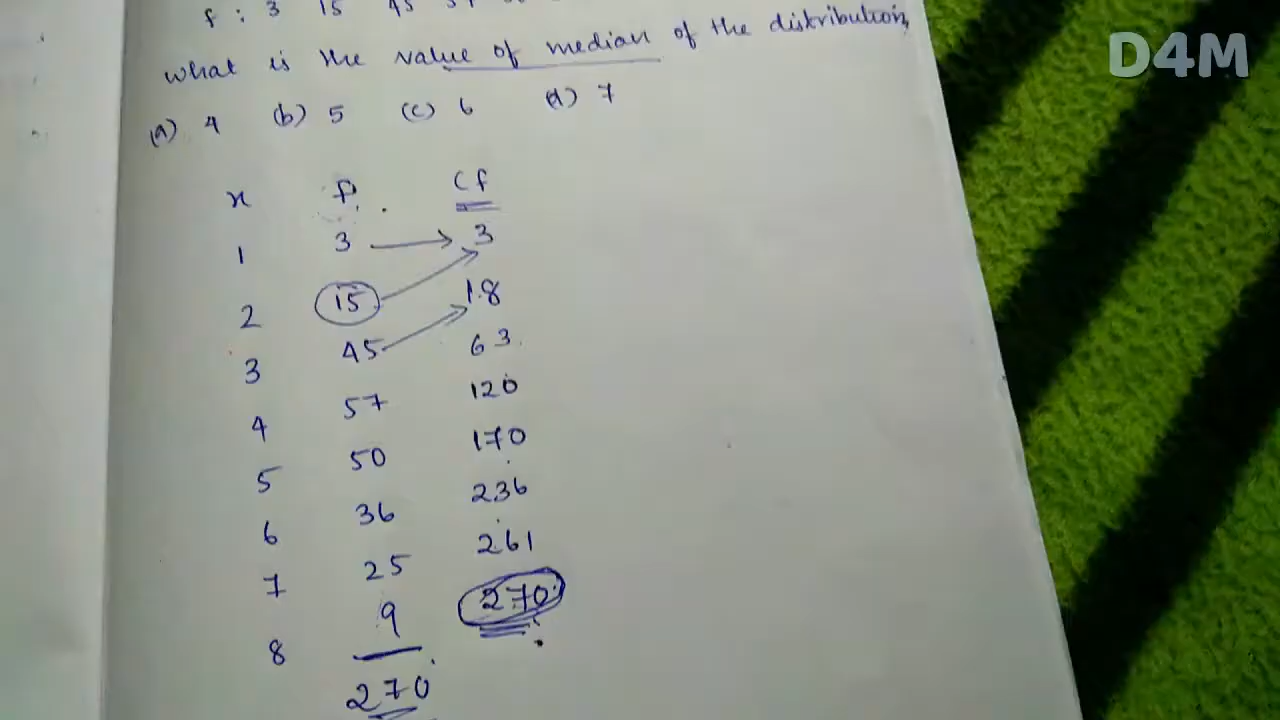 f : 3 15 45
D4M
what is the value of median of the distribution,
(a) 4 (b) 5 (c) 6 (d) 7
x f cf
1 3 3
2 15 18
3 45 63
4 57 120
5 50 170
6 36 236
7 25 261
8 9 270
270